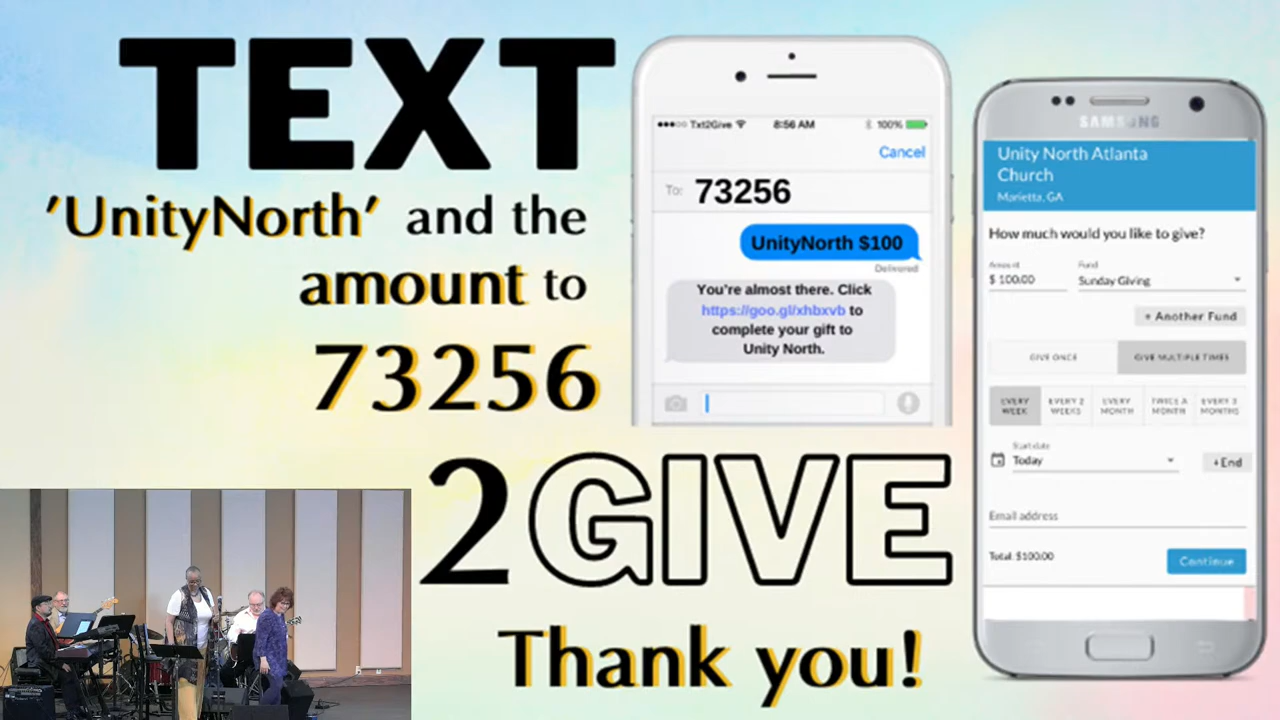 TEXT
'UnityNorth' and the
amount to
73256
2GIVE
Thank you!
Txt2Give 8:56 AM 100%
Cancel
To: 73256
UnityNorth $100
Delivered
You're almost there. Click
https://goo.gl/xhbxvb to
complete your gift to
Unity North.
SAMSUNG
Unity North Atlanta
Church
Marietta, GA
How much would you like to give?
Amount Fund
$ 100.00 Sunday Giving
+ Another Fund
GIVE ONCE GIVE MULTIPLE TIMES
EVERY WEEK EVERY 2 WEEKS EVERY MONTH TWICE A MONTH EVERY 3 MONTHS
Start date
Today +End
Email address
Total: $100.00 Continue